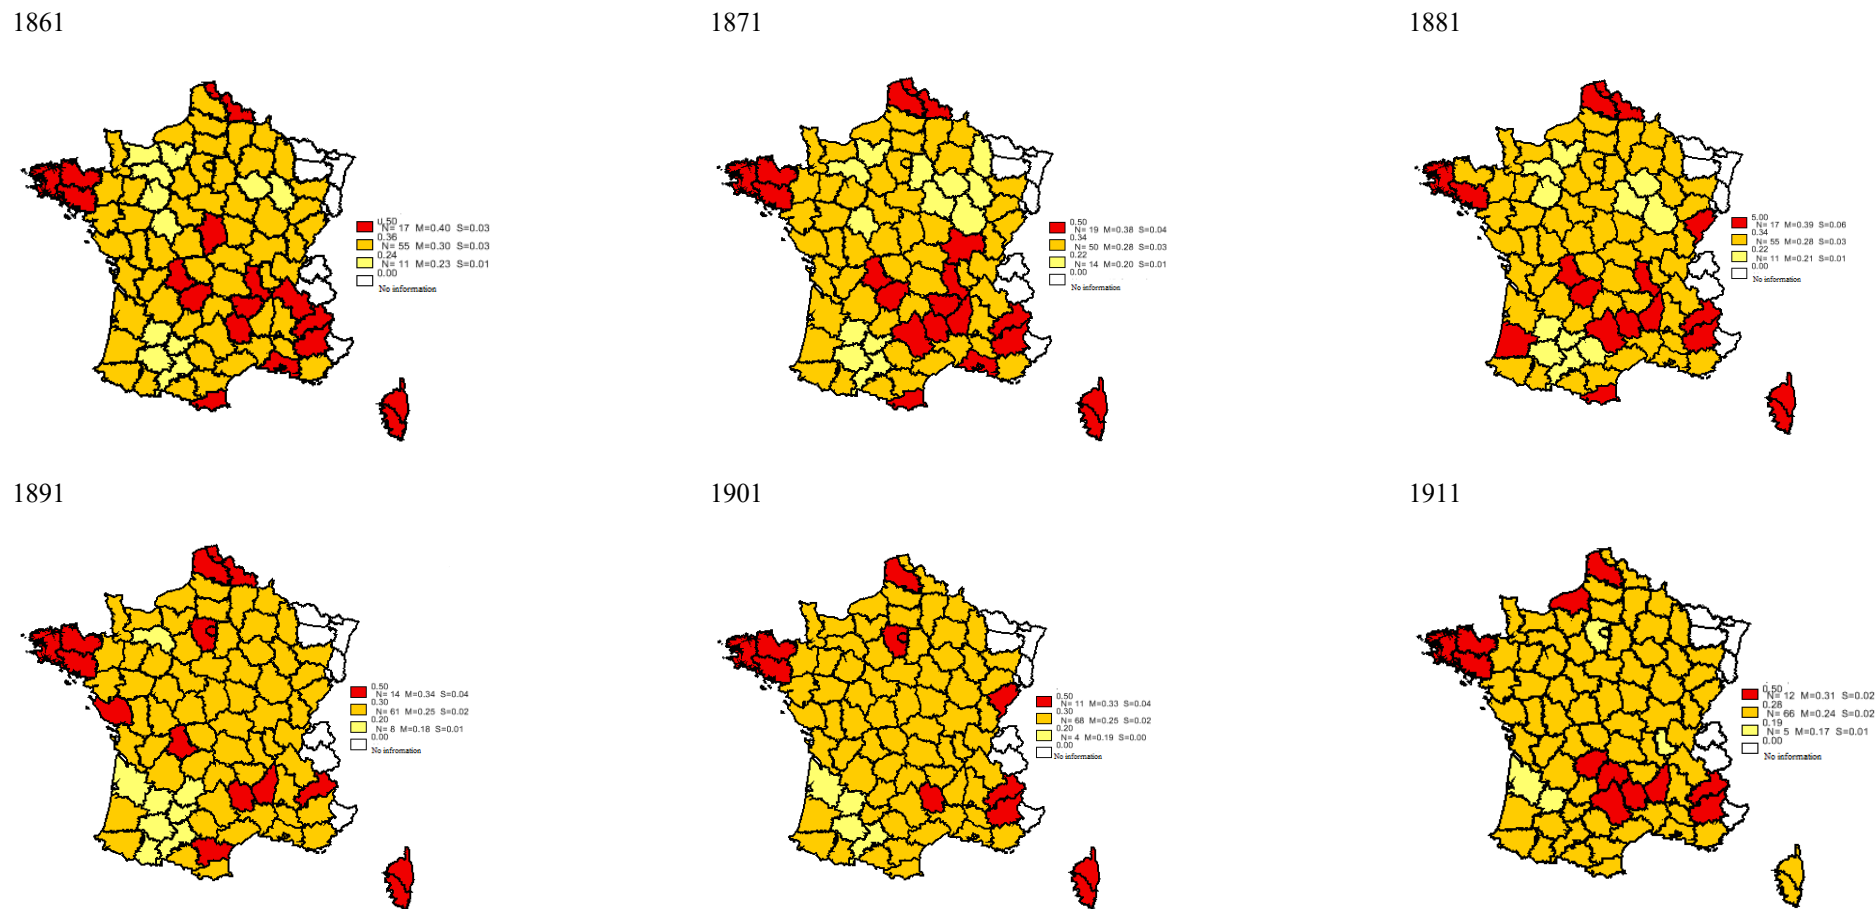 1861
0.50
N= 17 M=0.40 S=0.03
0.36
N= 55 M=0.30 S=0.03
0.24
N= 11 M=0.23 S=0.01
0.00
No information
1871
0.50
N= 19 M=0.38 S=0.04
0.34
N= 50 M=0.28 S=0.03
0.22
N= 14 M=0.20 S=0.01
0.00
No information
1881
5.00
N= 17 M=0.39 S=0.06
0.34
N= 55 M=0.28 S=0.03
0.22
N= 11 M=0.21 S=0.01
0.00
No information
1891
0.50
N= 14 M=0.34 S=0.04
0.30
N= 61 M=0.25 S=0.02
0.20
N= 8 M=0.18 S=0.01
0.00
No infromation
1901
0.50
N= 11 M=0.33 S=0.04
0.30
N= 68 M=0.25 S=0.02
0.20
N= 4 M=0.19 S=0.00
0.00
No information
1911
0.50
N= 12 M=0.31 S=0.02
0.28
N= 66 M=0.24 S=0.02
0.19
N= 5 M=0.17 S=0.01
0.00
No information